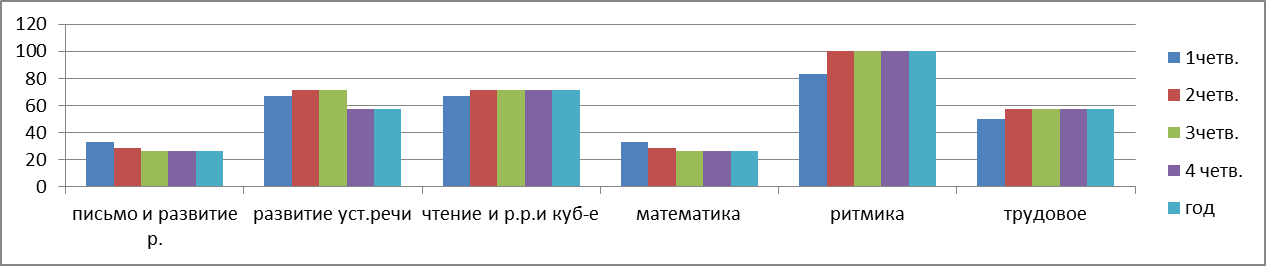 120
100
80
60
40
20
0
письмо и развитие р.
развитие уст.речи
чтение и р.р.и куб-е
математика
ритмика
трудовое
1четв.
2четв.
3четв.
4 четв.
год